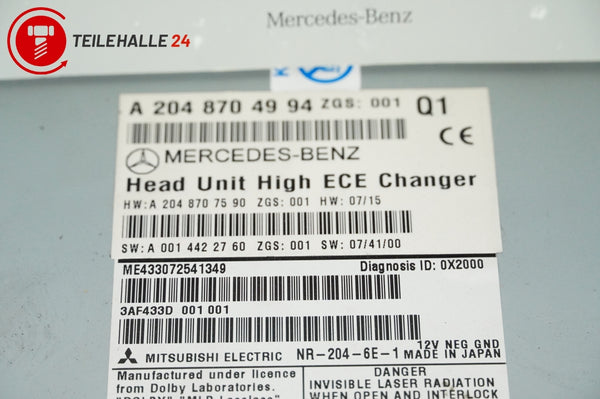 Mercedes-Benz
TEILEHALLE 24
A 204 870 49 94 ZGS: 001 Q1
CE
MERCEDES-BENZ
Head Unit High ECE Changer
HW:A 204 870 75 90 ZGS: 001 HW: 07/15
SW:A 001 442 27 60 ZGS: 001 SW: 07/41/00
ME433072541349 Diagnosis ID: 0X2000
3AF433D 001 001
12V NEG GND
MITSUBISHI ELECTRIC NR-204-6E-1 MADE IN JAPAN
Manufactured under licence
from Dolby Laboratories.
DANGER
INVISIBLE LASER RADIATION
WHEN OPEN AND INTERLOCK